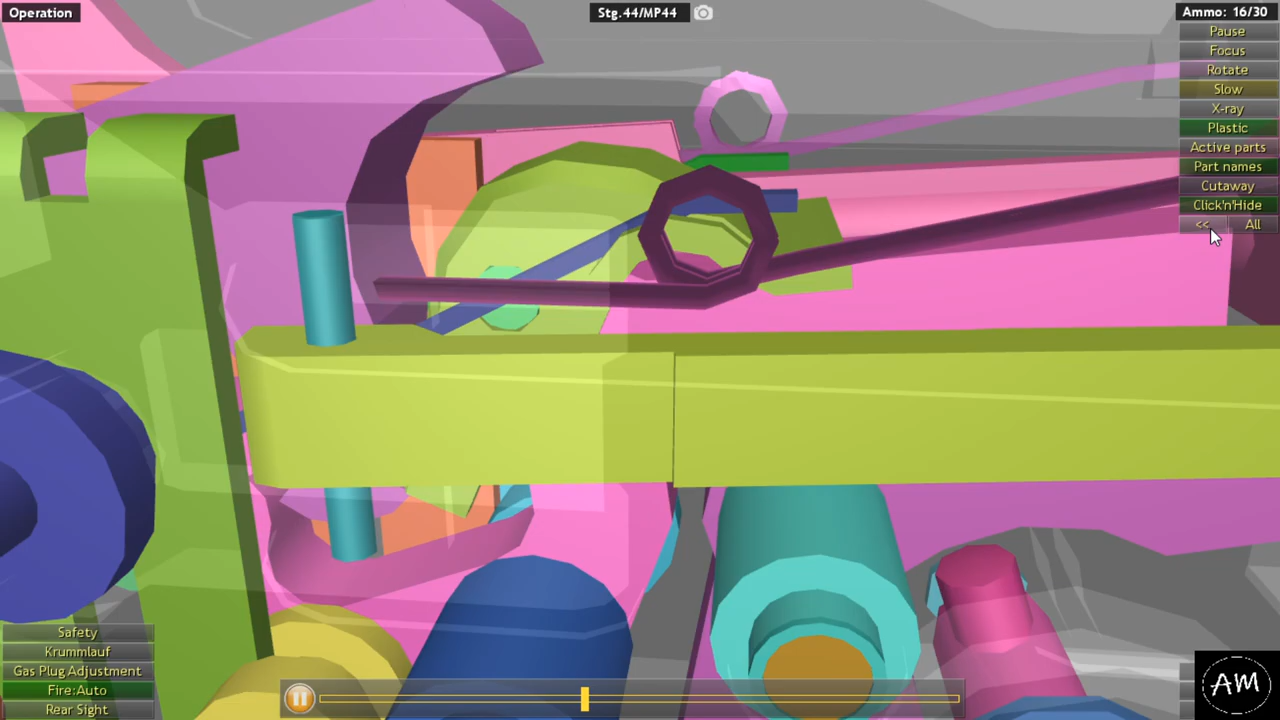 Operation
Stg.44/MP44
Ammo: 16/30
Pause
Focus
Rotate
Slow
X-ray
Plastic
Active parts
Part names
Cutaway
Click'n'Hide
<< All
Safety
Krummlauf
Gas Plug Adjustment
Fire:Auto
Rear Sight
AM